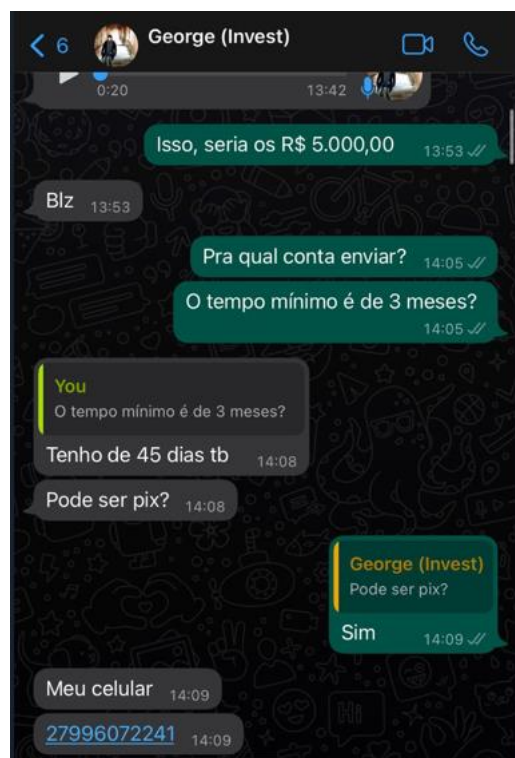 6
George (Invest)
0:20
13:42
Isso, seria os R$ 5.000,00 13:53
Blz 13:53
Pra qual conta enviar? 14:05
O tempo mínimo é de 3 meses?
14:05
You
O tempo mínimo é de 3 meses?
Tenho de 45 dias tb 14:08
Pode ser pix? 14:08
George (Invest)
Pode ser pix?
Sim 14:09
Meu celular 14:09
27996072241 14:09